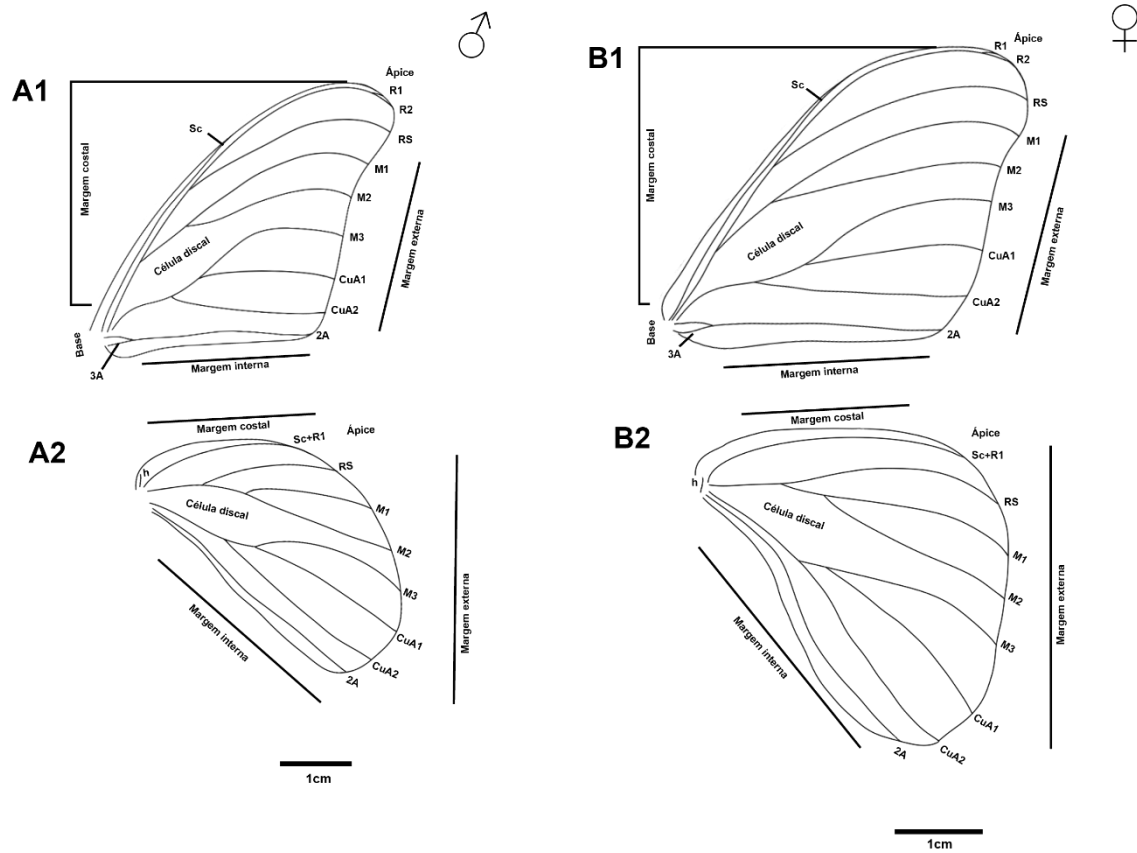 A1
Ápice
R1
R2
Sc
RS
Margem costal
M1
M2
Margem externa
M3
Célula discal
CuA1
CuA2
Base
2A
3A
Margem interna
B1
R1
Ápice
R2
Sc
RS
Margem costal
M1
M2
M3
Margem externa
Célula discal
CuA1
CuA2
Base
2A
3A
Margem interna
A2
Margem costal
Sc+R1
Ápice
h
RS
Célula discal
M1
M2
M3
Margem externa
Margem interna
CuA1
CuA2
2A
1cm
B2
Margem costal
Ápice
Sc+R1
h
RS
Célula discal
M1
M2
Margem externa
M3
Margem interna
CuA1
2A
CuA2
1cm